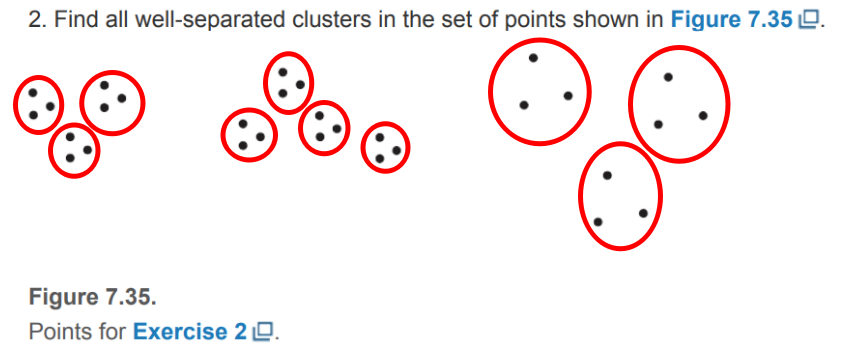 2. Find all well-separated clusters in the set of points shown in Figure 7.35.
Figure 7.35.
Points for Exercise 2.